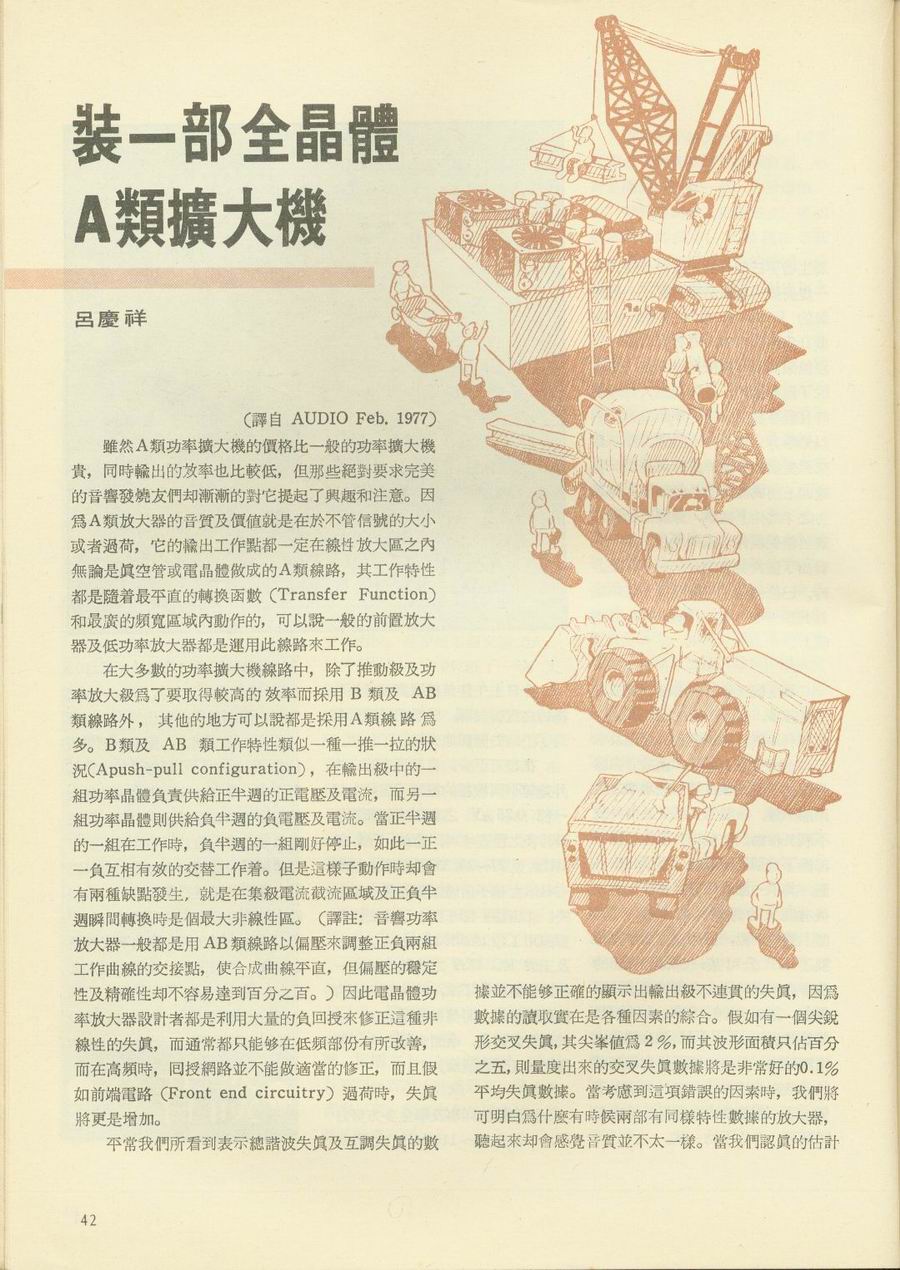 裝一部全晶體
A類擴大機
呂慶祥
(譯自 AUDIO Feb. 1977)
雖然A類功率擴大機的價格比一般的功率擴大機
貴，同時輸出的效率也比較低，但那些絕對要求完美
的音響發燒友們却漸漸的對它提起了興趣和注意。因
爲A類放大器的音質及價值就是在於不管信號的大小
或者過荷，它的輸出工作點都一定在線性放大區之內
無論是眞空管或電晶體做成的A類線路，其工作特性
都是隨着最平直的轉換函數（Transfer Function）
和最廣的頻寬區域內動作的，可以說一般的前置放大
器及低功率放大器都是運用此線路來工作。
在大多數的功率擴大機線路中，除了推動級及功
率放大級爲了要取得較高的效率而採用 B 類及 AB
類線路外，其他的地方可以說都是採用A類線路爲
多。B類及 AB 類工作特性類似一種一推一拉的狀
況(Apush-pull configuration)，在輸出級中的一
組功率晶體負責供給正半週的正電壓及電流，而另一
組功率晶體則供給負半週的負電壓及電流。當正半週
的一組在工作時，負半週的一組剛好停止，如此一正
一負互相有效的交替工作着。但是這樣子動作時却會
有兩種缺點發生，就是在集級電流截流區域及正負半
週瞬間轉換時是個最大非線性區。（譯註：音響功率
放大器一般都是用 AB 類線路以偏壓來調整正負兩組
工作曲線的交接點，使合成曲線平直，但偏壓的穩定
性及精確性却不容易達到百分之百。）因此電晶體功
率放大器設計者都是利用大量的負回授來修正這種非
線性的失眞，而通常都只能够在低頻部份有所改善，
而在高頻時，囘授網路並不能做適當的修正，而且假
如前端電路（Front end circuitry）過荷時，失眞
將更是增加。
平常我們所看到表示總諧波失眞及互調失眞的數
據並不能够正確的顯示出輸出級不連貫的失眞，因爲
數據的讀取實在是各種因素的綜合。假如有一個尖銳
形交叉失眞，其尖峯值爲 2 %，而其波形面積只佔百分
之五，則量度出來的交叉失眞數據將是非常好的0.1%
平均失眞數據。當考慮到這項錯誤的因素時，我們將
可明白爲什麼有時候兩部有同樣特性數據的放大器，
聽起來却會感覺音質並不太一樣。當我們認眞的估計
42